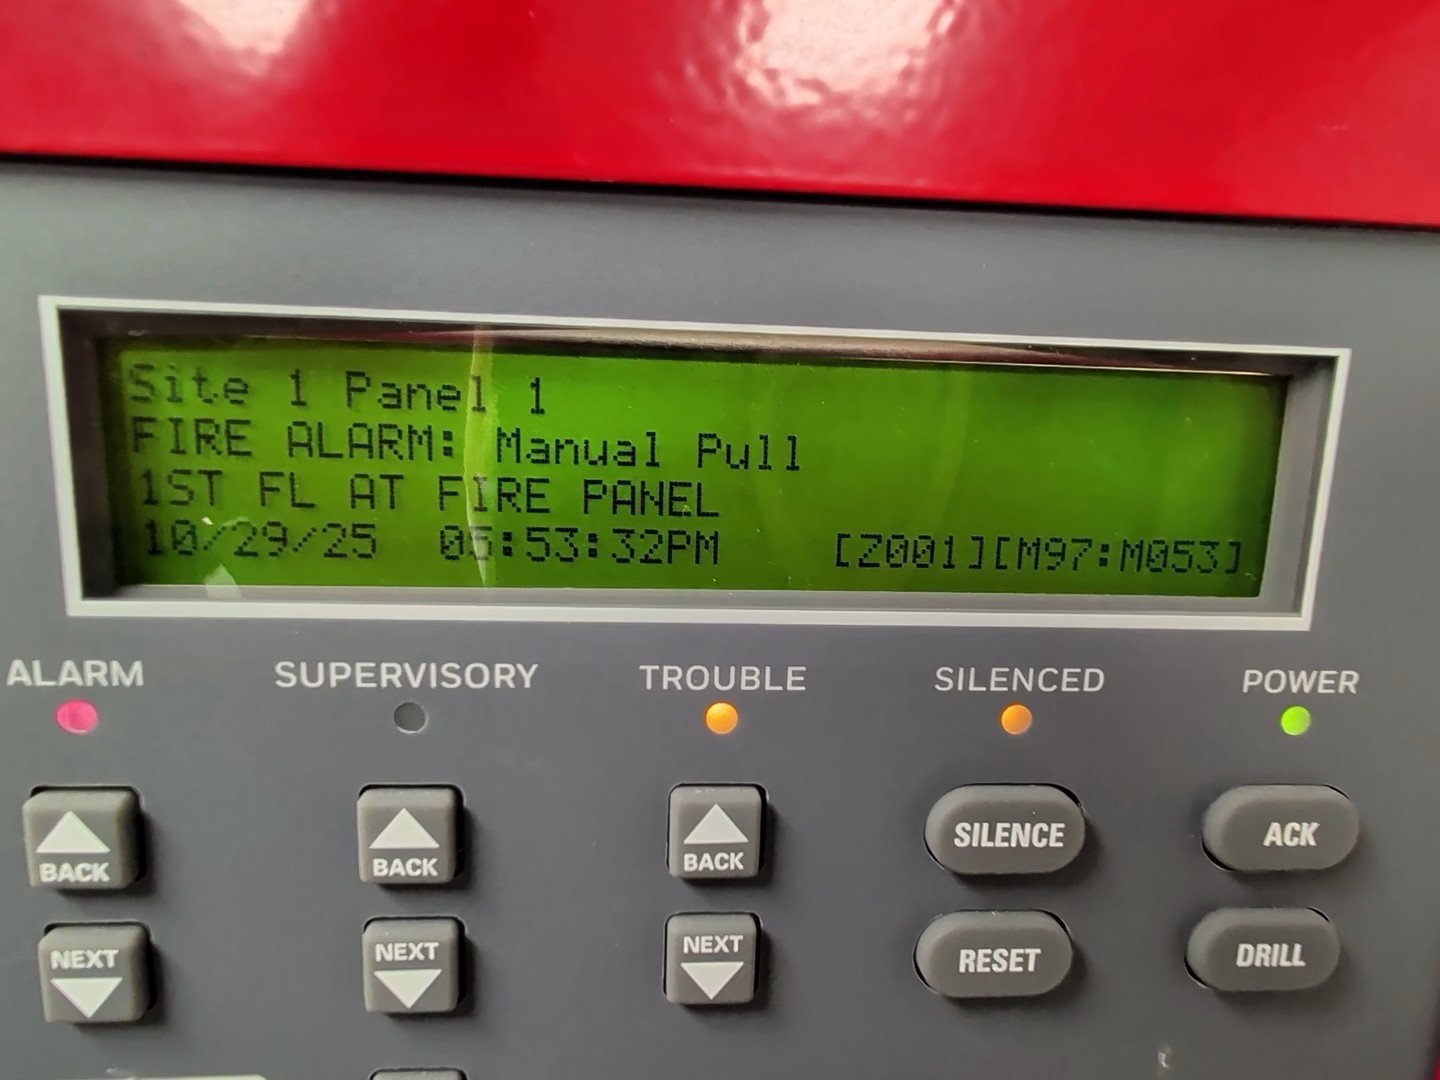 Site 1 Panel 1
FIRE ALARM: Manual Pull
1ST FL AT FIRE PANEL
10/29/25 05:53:32PM [Z001][M97:M053]
ALARM SUPERVISORY TROUBLE SILENCED POWER
BACK BACK BACK SILENCE ACK
NEXT NEXT NEXT RESET DRILL